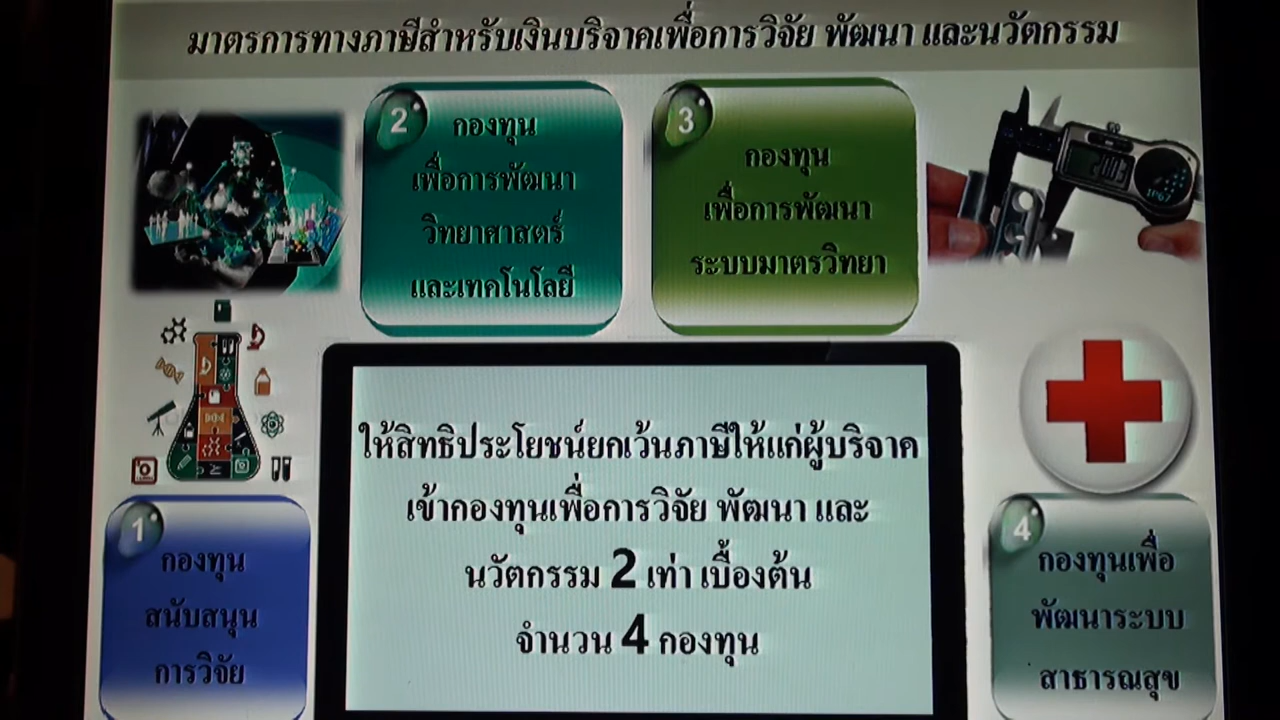 มาตรการทางภาษีสำหรับเงินบริจาคเพื่อการวิจัย พัฒนา และนวัตกรรม
2
กองทุน
เพื่อการพัฒนา
วิทยาศาสตร์
และเทคโนโลยี
3
กองทุน
เพื่อการพัฒนา
ระบบมาตรวิทยา
IP67
ให้สิทธิประโยชน์ยกเว้นภาษีให้แก่ผู้บริจาค
เข้ากองทุนเพื่อการวิจัย พัฒนา และ
นวัตกรรม 2 เท่า เบื้องต้น
จำนวน 4 กองทุน
1
กองทุน
สนับสนุน
การวิจัย
4
กองทุนเพื่อ
พัฒนาระบบ
สาธารณสุข